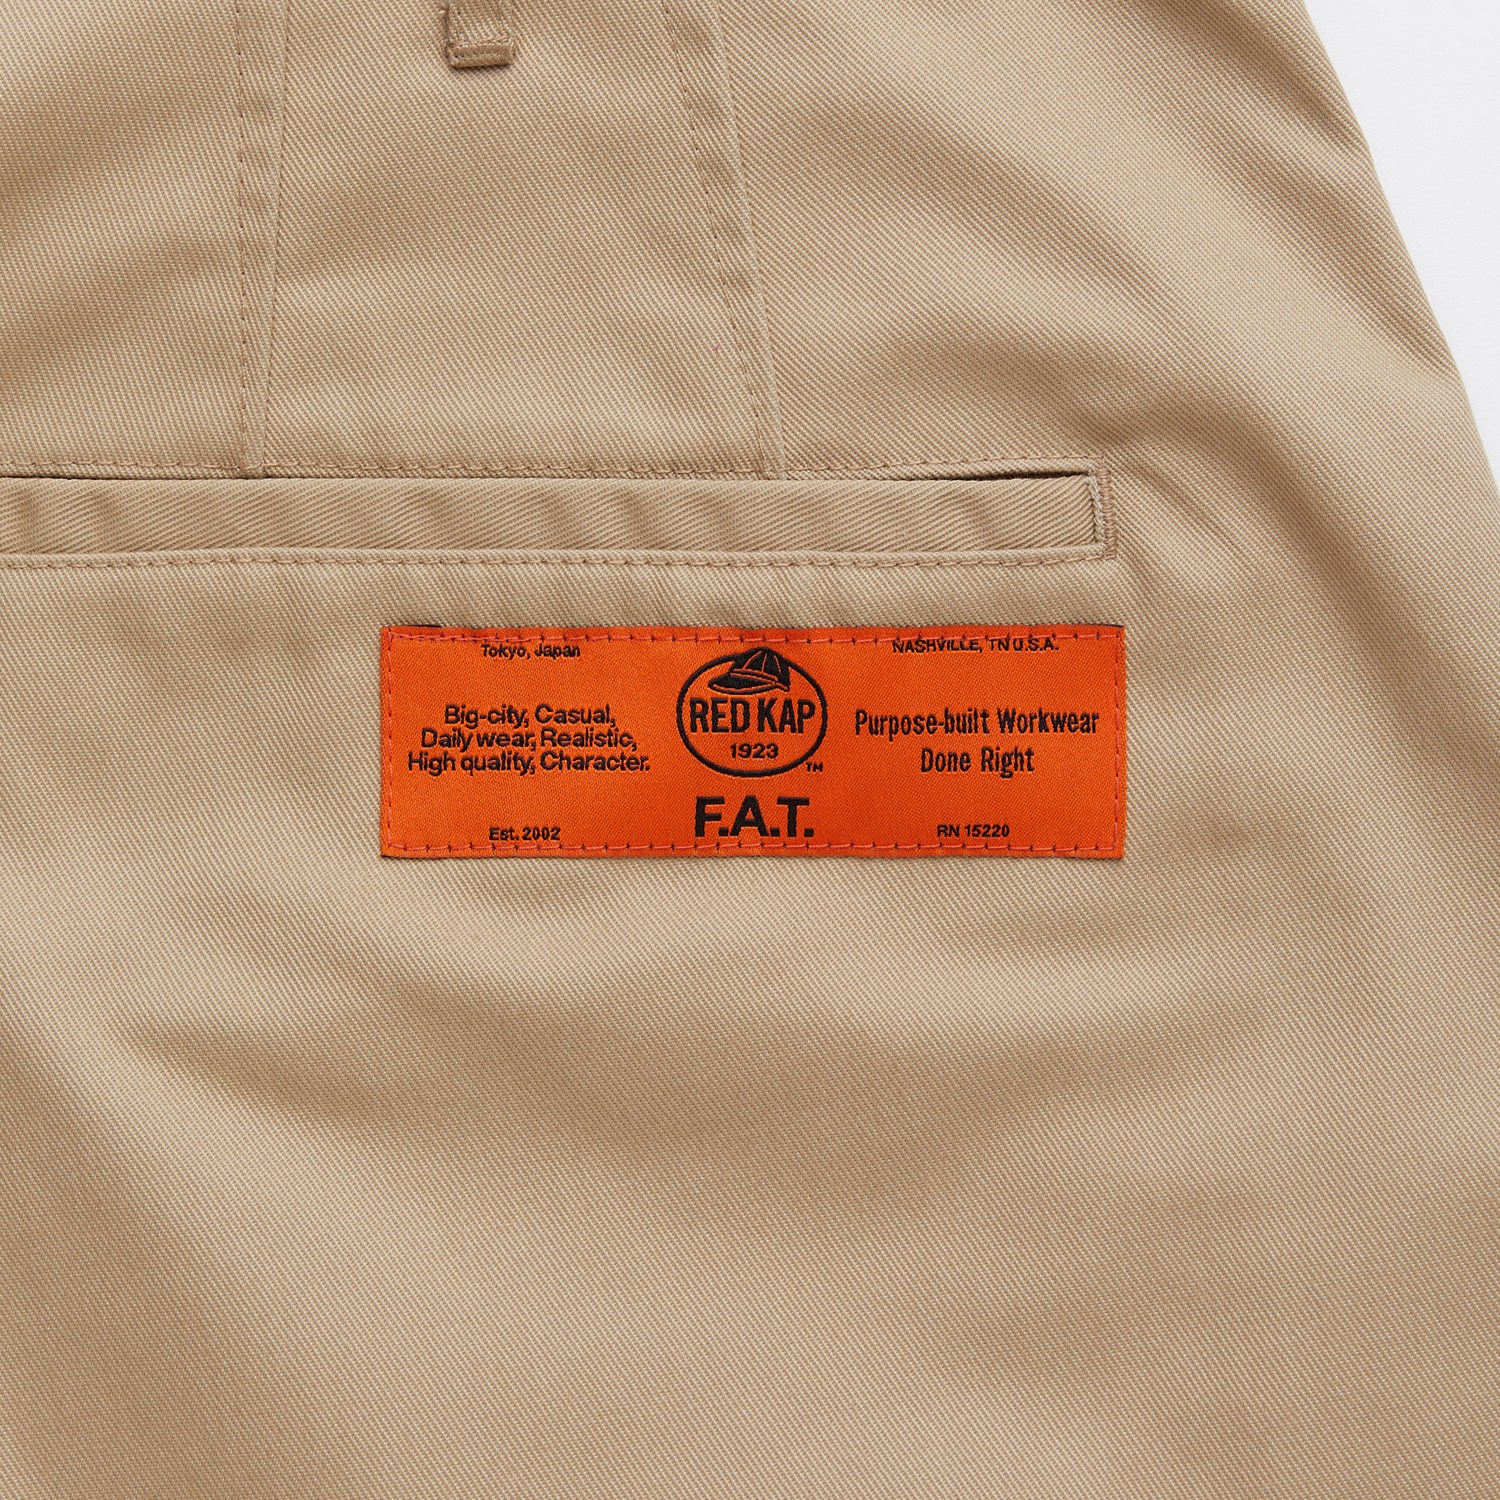 Tokyo, Japan
Big-city, Casual,
Daily wear, Realistic,
High quality, Character.
Est. 2002
RED KAP
1923
TM
F.A.T.
NASHVILLE, TN U.S.A.
Purpose-built Workwear
Done Right
RN 15220